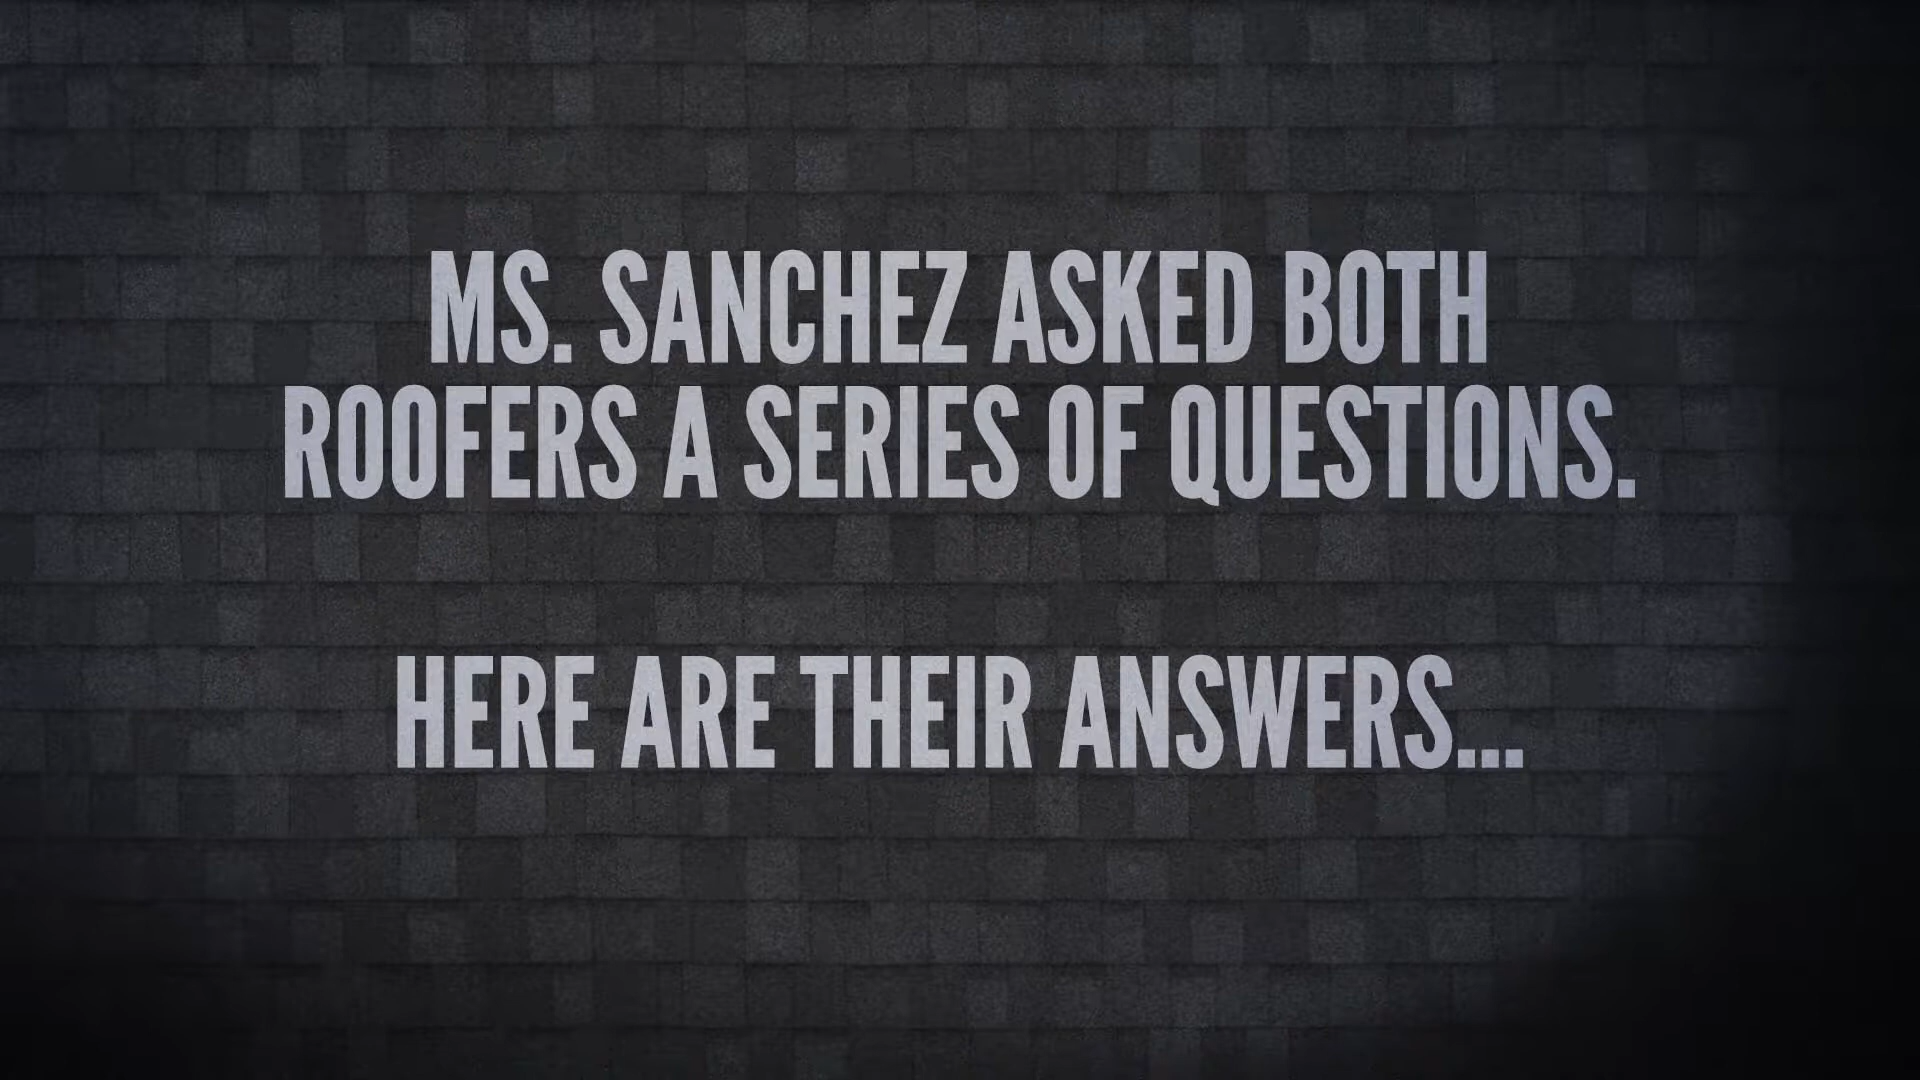 MS. SANCHEZ ASKED BOTH
ROOFERS A SERIES OF QUESTIONS.
HERE ARE THEIR ANSWERS...